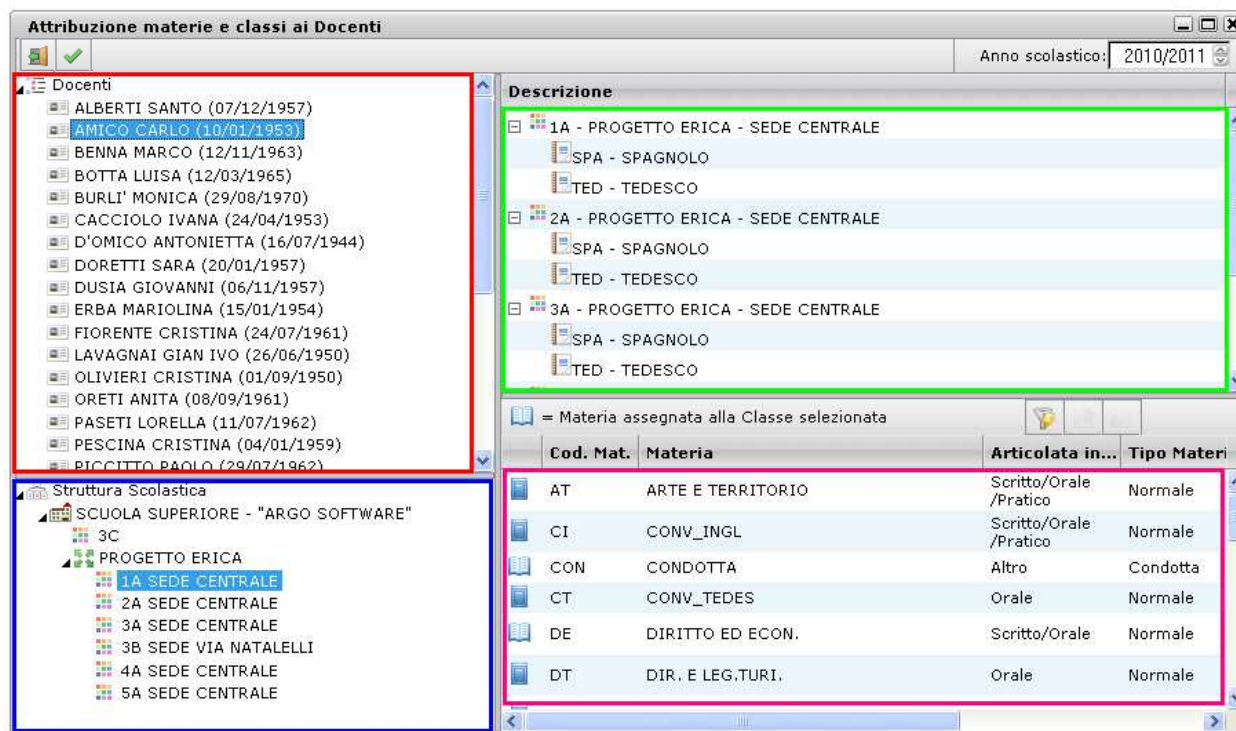 Attribuzione materie e classi ai Docenti
Anno scolastico: 2010/2011
Docenti
ALBERTI SANTO (07/12/1957)
AMICO CARLO (10/01/1953)
BENNA MARCO (12/11/1963)
BOTTA LUISA (12/03/1965)
BURLI' MONICA (29/08/1970)
CACCIOLO IVANA (24/04/1953)
D'OMICO ANTONIETTA (16/07/1944)
DORETTI SARA (20/01/1957)
DUSIA GIOVANNI (06/11/1957)
ERBA MARIOLINA (15/01/1954)
FIORENTE CRISTINA (24/07/1961)
LAVAGNAI GIAN IVO (26/06/1950)
OLIVIERI CRISTINA (01/09/1950)
ORETI ANITA (08/09/1961)
PASETI LORELLA (11/07/1962)
PESCINA CRISTINA (04/01/1959)
PICCITTO PAOLO (29/07/1962)
Struttura Scolastica
SCUOLA SUPERIORE - "ARGO SOFTWARE"
3C
PROGETTO ERICA
1A SEDE CENTRALE
2A SEDE CENTRALE
3A SEDE CENTRALE
3B SEDE VIA NATALELLI
4A SEDE CENTRALE
5A SEDE CENTRALE
Descrizione
1A - PROGETTO ERICA - SEDE CENTRALE
SPA - SPAGNOLO
TED - TEDESCO
2A - PROGETTO ERICA - SEDE CENTRALE
SPA - SPAGNOLO
TED - TEDESCO
3A - PROGETTO ERICA - SEDE CENTRALE
SPA - SPAGNOLO
TED - TEDESCO
= Materia assegnata alla Classe selezionata
Cod. Mat. Materia Articolata in... Tipo Materi
AT ARTE E TERRITORIO Scritto/Orale /Pratico Normale
CI CONV_INGL Scritto/Orale /Pratico Normale
CON CONDOTTA Altro Condotta
CT CONV_TEDES Orale Normale
DE DIRITTO ED ECON. Scritto/Orale Normale
DT DIR. E LEG.TURI. Orale Normale